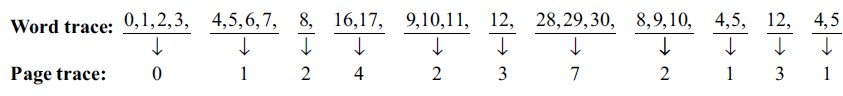 Word trace: 0,1,2,3, 4,5,6,7, 8, 16,17, 9,10,11, 12, 28,29,30, 8,9,10, 4,5, 12, 4,5
↓ ↓ ↓ ↓ ↓ ↓ ↓ ↓ ↓ ↓ ↓
Page trace: 0 1 2 4 2 3 7 2 1 3 1